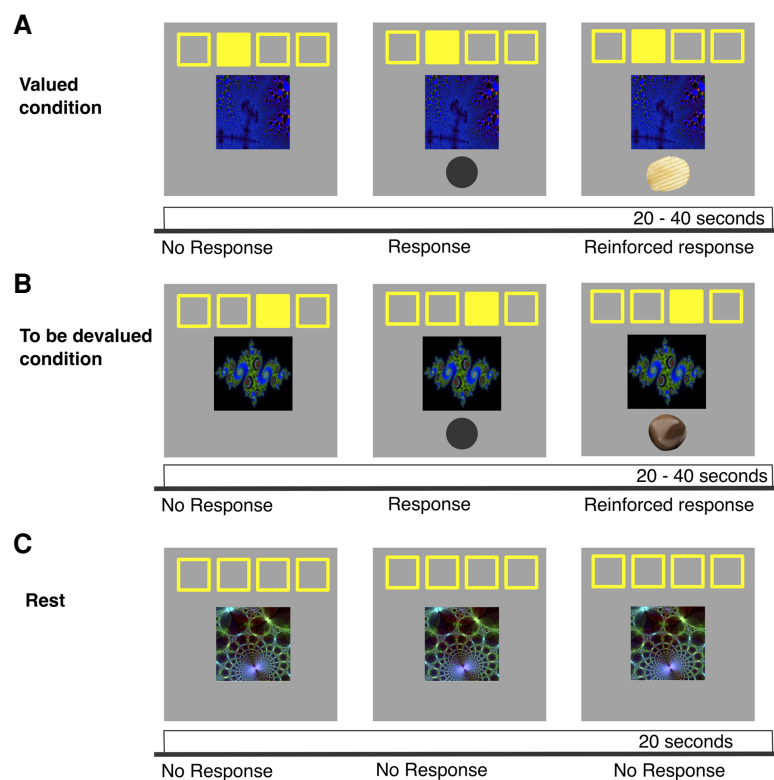 A
Valued
condition
20 - 40 seconds
No Response Response Reinforced response
B
To be devalued
condition
20 - 40 seconds
No Response Response Reinforced response
C
Rest
20 seconds
No Response No Response No Response